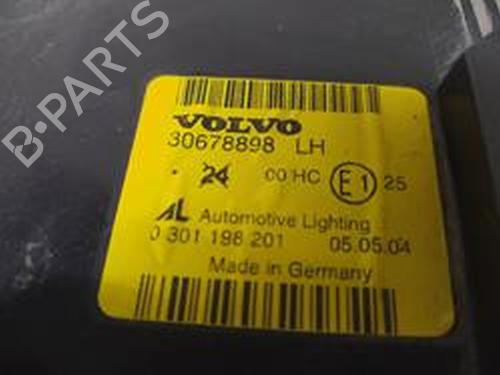 B-PARTS
VOLVO
30678898 LH
24 00 HC E1 25
AL Automotive Lighting
0 301 198 201 05.05.04
Made in Germany